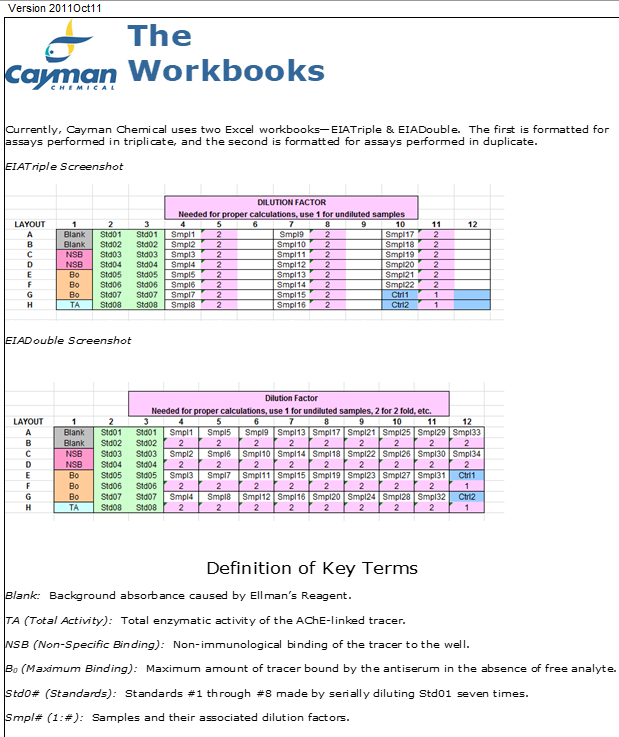 Version 2011Oct11
The
Workbooks
Cayman
CHEMICAL
Currently, Cayman Chemical uses two Excel workbooks—EIATriple & EIADouble. The first is formatted for
assays performed in triplicate, and the second is formatted for assays performed in duplicate.
EIATriple Screenshot
DILUTION FACTOR
Needed for proper calculations, use 1 for undiluted samples
LAYOUT 1 2 3 4 5 6 7 8 9 10 11 12
A Blank Std01 Std01 Smpl1 2 Smpl9 2 Smpl17 2
B Blank Std02 Std02 Smpl2 2 Smpl10 2 Smpl18 2
C NSB Std03 Std03 Smpl3 2 Smpl11 2 Smpl19 2
D NSB Std04 Std04 Smpl4 2 Smpl12 2 Smpl20 2
E Bo Std05 Std05 Smpl5 2 Smpl13 2 Smpl21 2
F Bo Std06 Std06 Smpl6 2 Smpl14 2 Smpl22 2
G Bo Std07 Std07 Smpl7 2 Smpl15 2 Ctrl1 1
H TA Std08 Std08 Smpl8 2 Smpl16 2 Ctrl2 1
EIADouble Screenshot
Dilution Factor
Needed for proper calculations, use 1 for undiluted samples, 2 for 2 fold, etc.
LAYOUT 1 2 3 4 5 6 7 8 9 10 11 12
A Blank Std01 Std01 Smpl1 Smpl5 Smpl9 Smpl13 Smpl17 Smpl21 Smpl25 Smpl29 Smpl33
B Blank Std02 Std02 2 2 2 2 2 2 2 2 2
C NSB Std03 Std03 Smpl2 Smpl6 Smpl10 Smpl14 Smpl18 Smpl22 Smpl26 Smpl30 Smpl34
D NSB Std04 Std04 2 2 2 2 2 2 2 2 2
E Bo Std05 Std05 Smpl3 Smpl7 Smpl11 Smpl15 Smpl19 Smpl23 Smpl27 Smpl31 Ctrl1
F Bo Std06 Std06 2 2 2 2 2 2 2 2 1
G Bo Std07 Std07 Smpl4 Smpl8 Smpl12 Smpl16 Smpl20 Smpl24 Smpl28 Smpl32 Ctrl2
H TA Std08 Std08 2 2 2 2 2 2 2 2 1
Definition of Key Terms
Blank: Background absorbance caused by Ellman's Reagent.
TA (Total Activity): Total enzymatic activity of the AChE-linked tracer.
NSB (Non-Specific Binding): Non-immunological binding of the tracer to the well.
B₀ (Maximum Binding): Maximum amount of tracer bound by the antiserum in the absence of free analyte.
Std0# (Standards): Standards #1 through #8 made by serially diluting Std01 seven times.
Smpl# (1:#): Samples and their associated dilution factors.